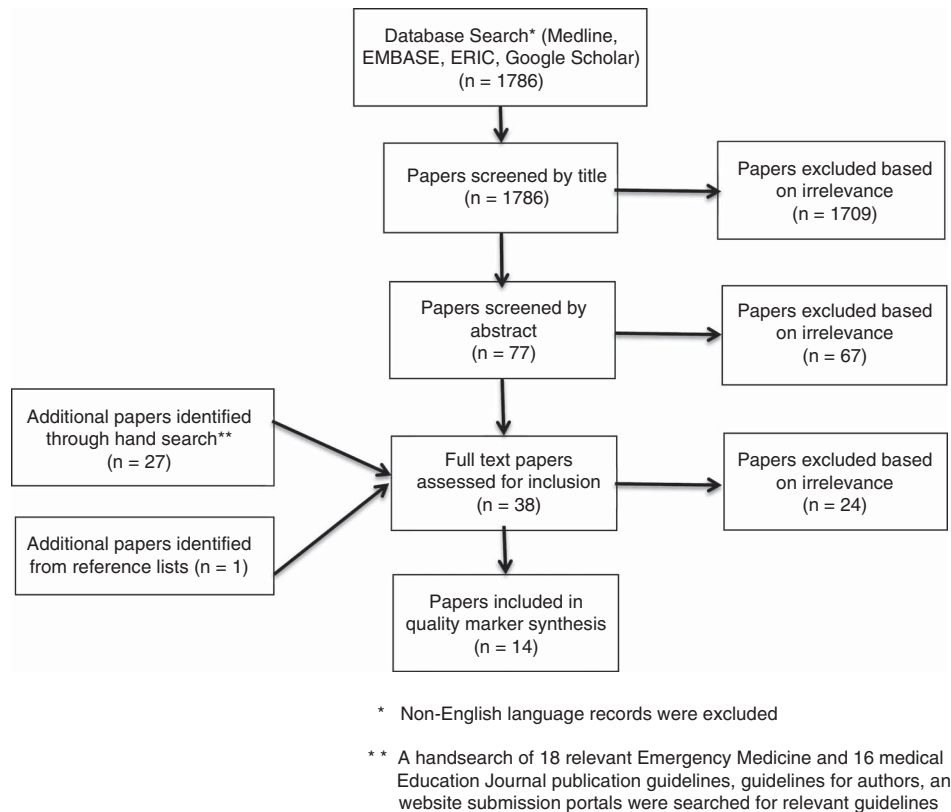 Database Search* (Medline,
EMBASE, ERIC, Google Scholar)
(n = 1786)
Papers screened by title
(n = 1786)
Papers excluded based
on irrelevance
(n = 1709)
Papers screened by
abstract
(n = 77)
Papers excluded based
on irrelevance
(n = 67)
Additional papers identified
through hand search**
(n = 27)
Full text papers
assessed for inclusion
(n = 38)
Papers excluded based
on irrelevance
(n = 24)
Additional papers identified
from reference lists (n = 1)
Papers included in
quality marker synthesis
(n = 14)
* Non-English language records were excluded
* * A handsearch of 18 relevant Emergency Medicine and 16 medical
Education Journal publication guidelines, guidelines for authors, an
website submission portals were searched for relevant guidelines